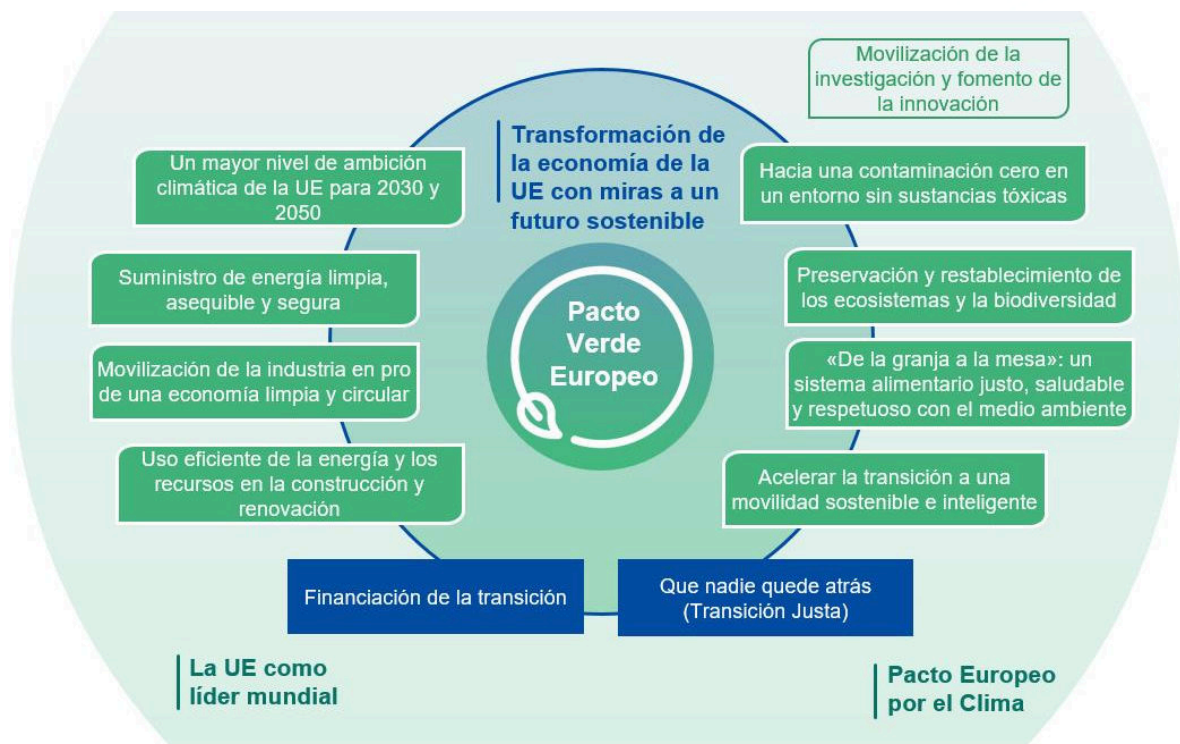 Movilización de la
investigación y fomento de
la innovación
Transformación de
la economía de la
UE con miras a un
futuro sostenible
Un mayor nivel de ambición
climática de la UE para 2030 y
2050
Hacia una contaminación cero en
un entorno sin sustancias tóxicas
Suministro de energía limpia,
asequible y segura
Preservación y restablecimiento de
los ecosistemas y la biodiversidad
Pacto
Verde
Europeo
Movilización de la industria en pro
de una economía limpia y circular
«De la granja a la mesa»: un
sistema alimentario justo, saludable
y respetuoso con el medio ambiente
Uso eficiente de la energía y los
recursos en la construcción y
renovación
Acelerar la transición a una
movilidad sostenible e inteligente
Financiación de la transición
Que nadie quede atrás
(Transición Justa)
La UE como
líder mundial
Pacto Europeo
por el Clima